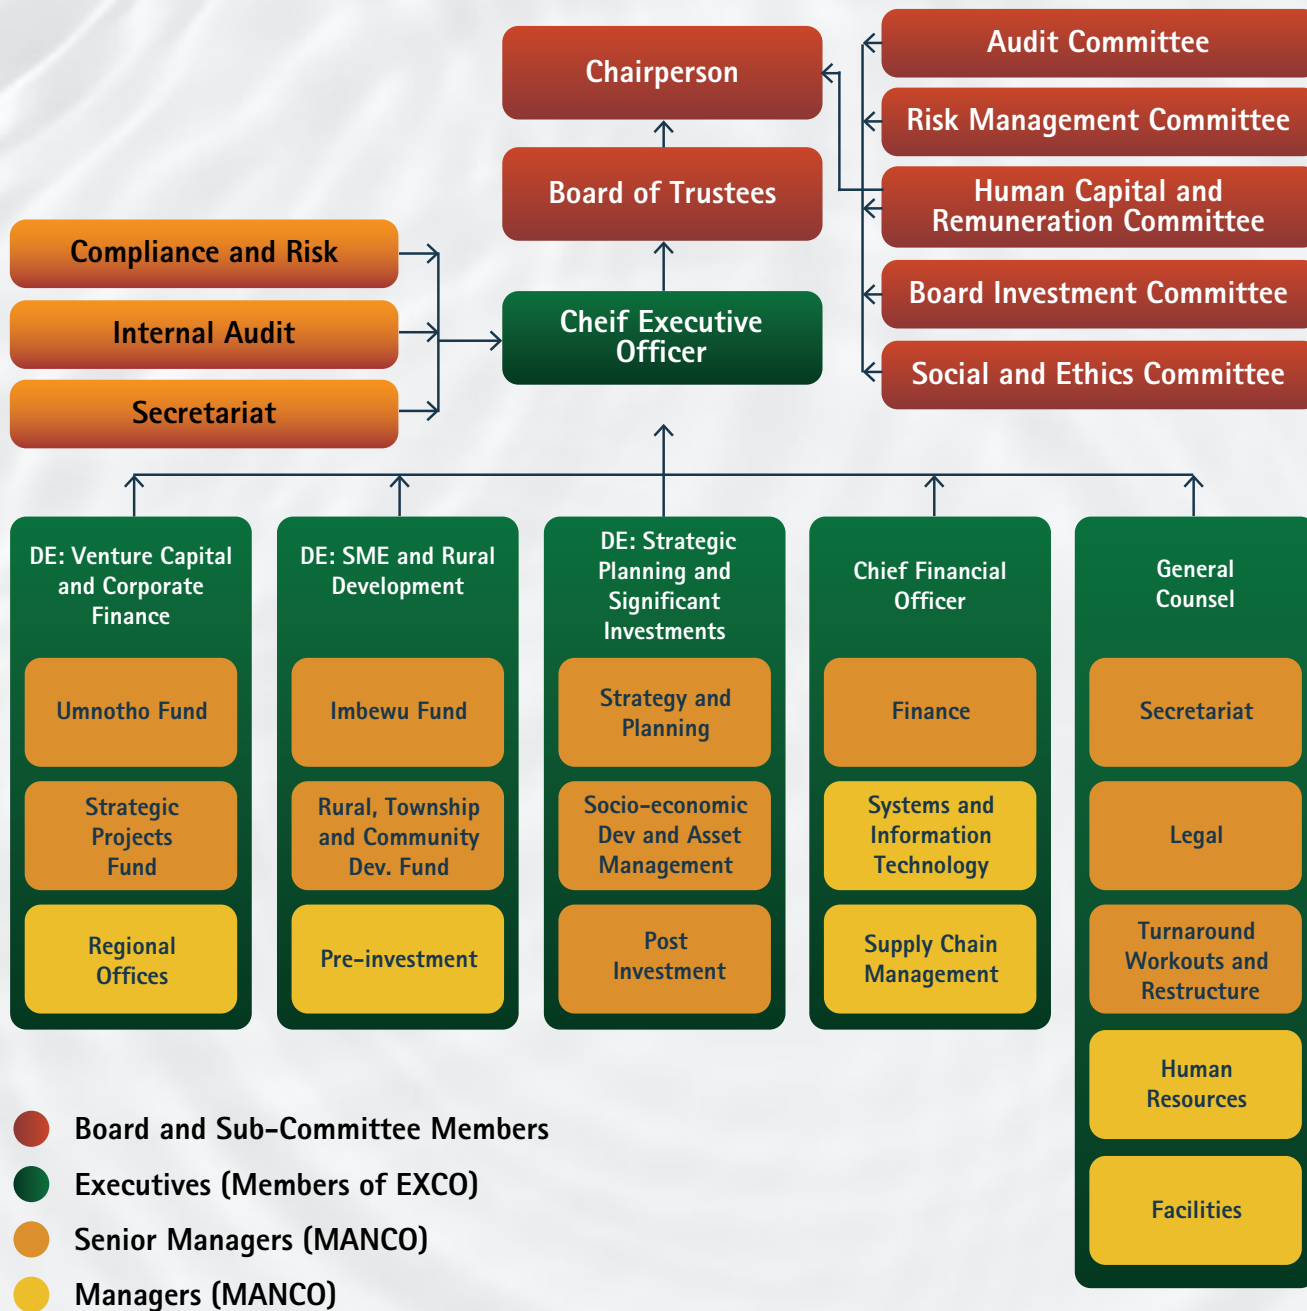 Chairperson
Board of Trustees
Cheif Executive
Officer
Audit Committee
Risk Management Committee
Human Capital and
Remuneration Committee
Board Investment Committee
Social and Ethics Committee
Compliance and Risk
Internal Audit
Secretariat
DE: Venture Capital
and Corporate
Finance
Umnotho Fund
Strategic
Projects
Fund
Regional
Offices
DE: SME and Rural
Development
Imbewu Fund
Rural, Township
and Community
Dev. Fund
Pre-investment
DE: Strategic
Planning and
Significant
Investments
Strategy and
Planning
Socio-economic
Dev and Asset
Management
Post
Investment
Chief Financial
Officer
Finance
Systems and
Information
Technology
Supply Chain
Management
General
Counsel
Secretariat
Legal
Turnaround
Workouts and
Restructure
Human
Resources
Facilities
Board and Sub-Committee Members
Executives (Members of EXCO)
Senior Managers (MANCO)
Managers (MANCO)